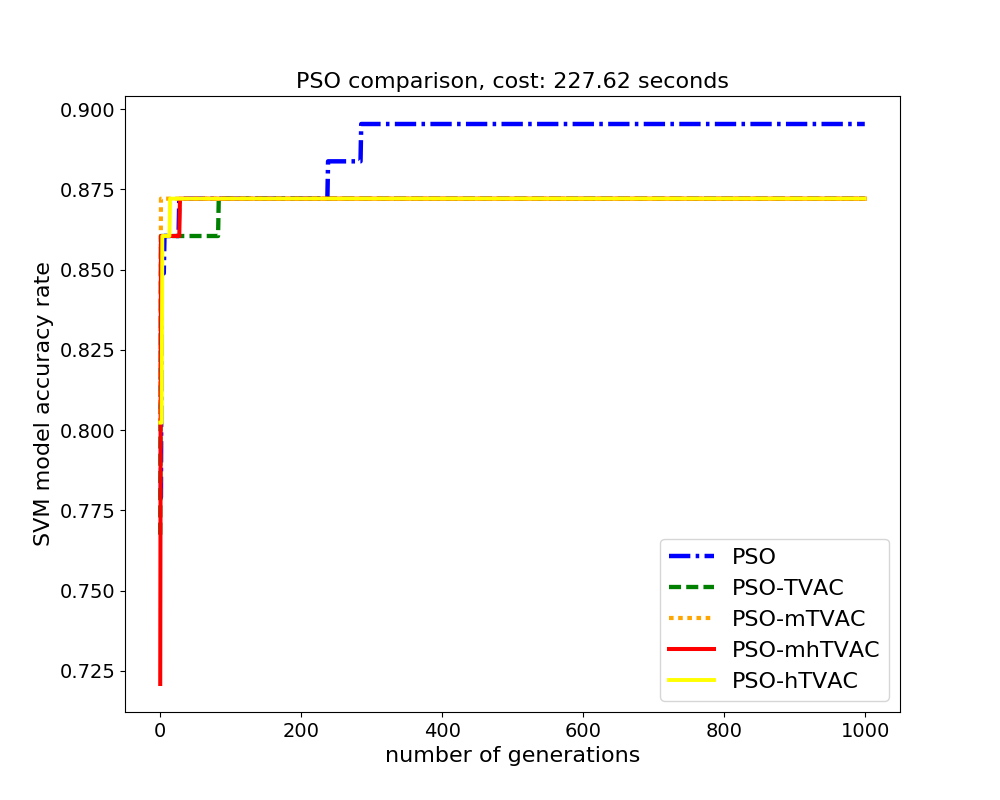 PSO comparison, cost: 227.62 seconds
0.900
0.875
0.850
0.825
0.800
0.775
0.750
0.725
SVM model accuracy rate
PSO
PSO-TVAC
PSO-mTVAC
PSO-mhTVAC
PSO-hTVAC
0 200 400 600 800 1000
number of generations